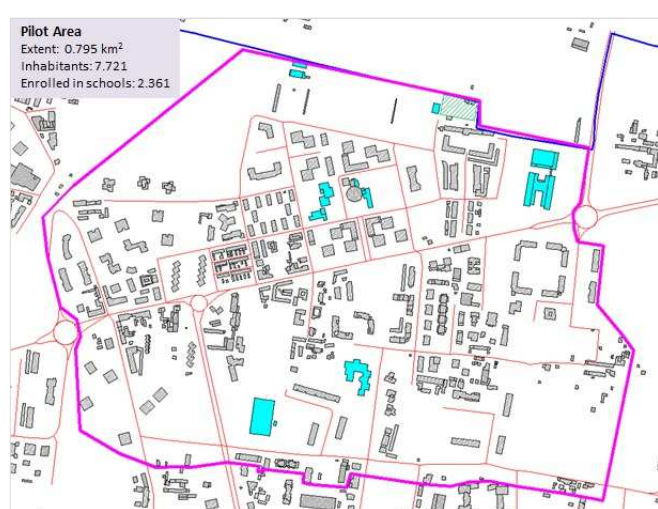 Pilot Area
Extent: 0.795 km²
Inhabitants: 7.721
Enrolled in schools: 2.361